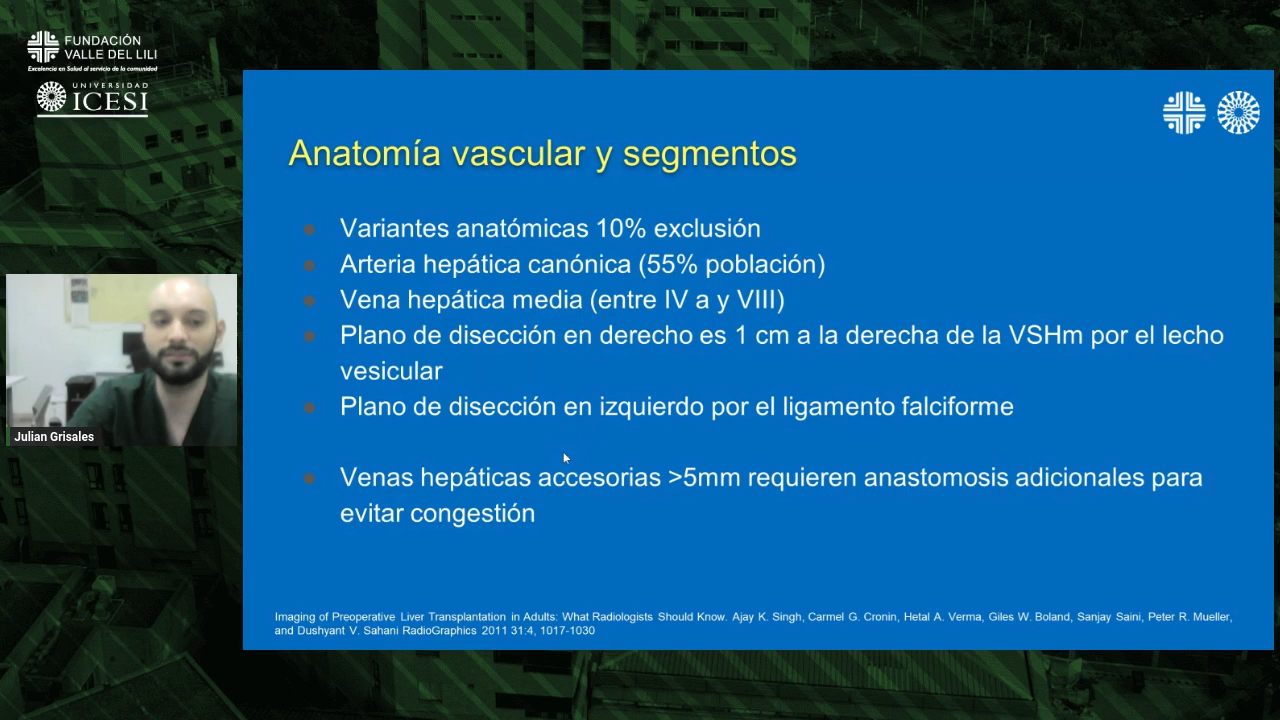 FUNDACIÓN
VALLE DEL LILI
Excelencia en Salud al servicio de la comunidad
UNIVERSIDAD
ICESI
Anatomía vascular y segmentos
Variantes anatómicas 10% exclusión
Arteria hepática canónica (55% población)
Vena hepática media (entre IV a y VIII)
Plano de disección en derecho es 1 cm a la derecha de la VSHm por el lecho
vesicular
Plano de disección en izquierdo por el ligamento falciforme
Venas hepáticas accesorias >5mm requieren anastomosis adicionales para
evitar congestión
Julian Grisales
Imaging of Preoperative Liver Transplantation in Adults: What Radiologists Should Know. Ajay K. Singh, Carmel G. Cronin, Hetal A. Verma, Giles W. Boland, Sanjay Saini, Peter R. Mueller,
and Dushyant V. Sahani RadioGraphics 2011 31:4, 1017-1030